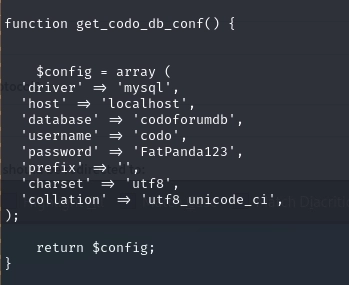 function get_codo_db_conf() {
$config = array (
'driver' => 'mysql',
'host' => 'localhost',
'database' => 'codoforumdb',
'username' => 'codo',
'password' => 'FatPanda123',
'prefix' => '',
'charset' => 'utf8',
'collation' => 'utf8_unicode_ci',
);
return $config;
}